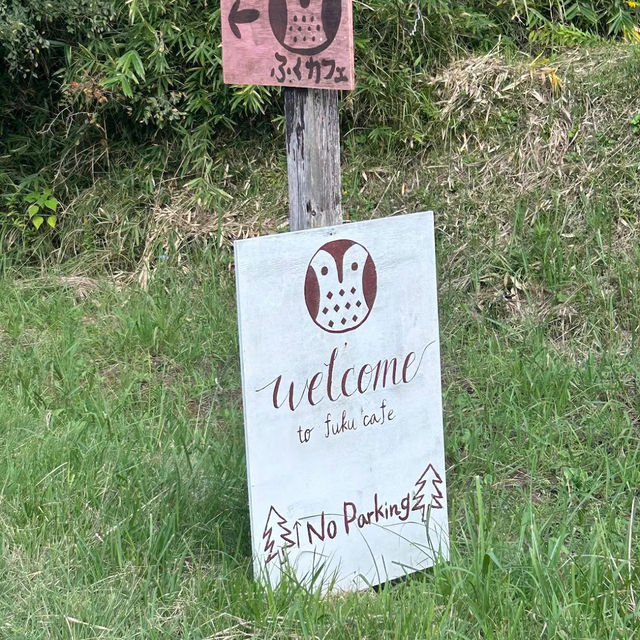 ふくカフェ
welcome
to fuku cafe
No Parking